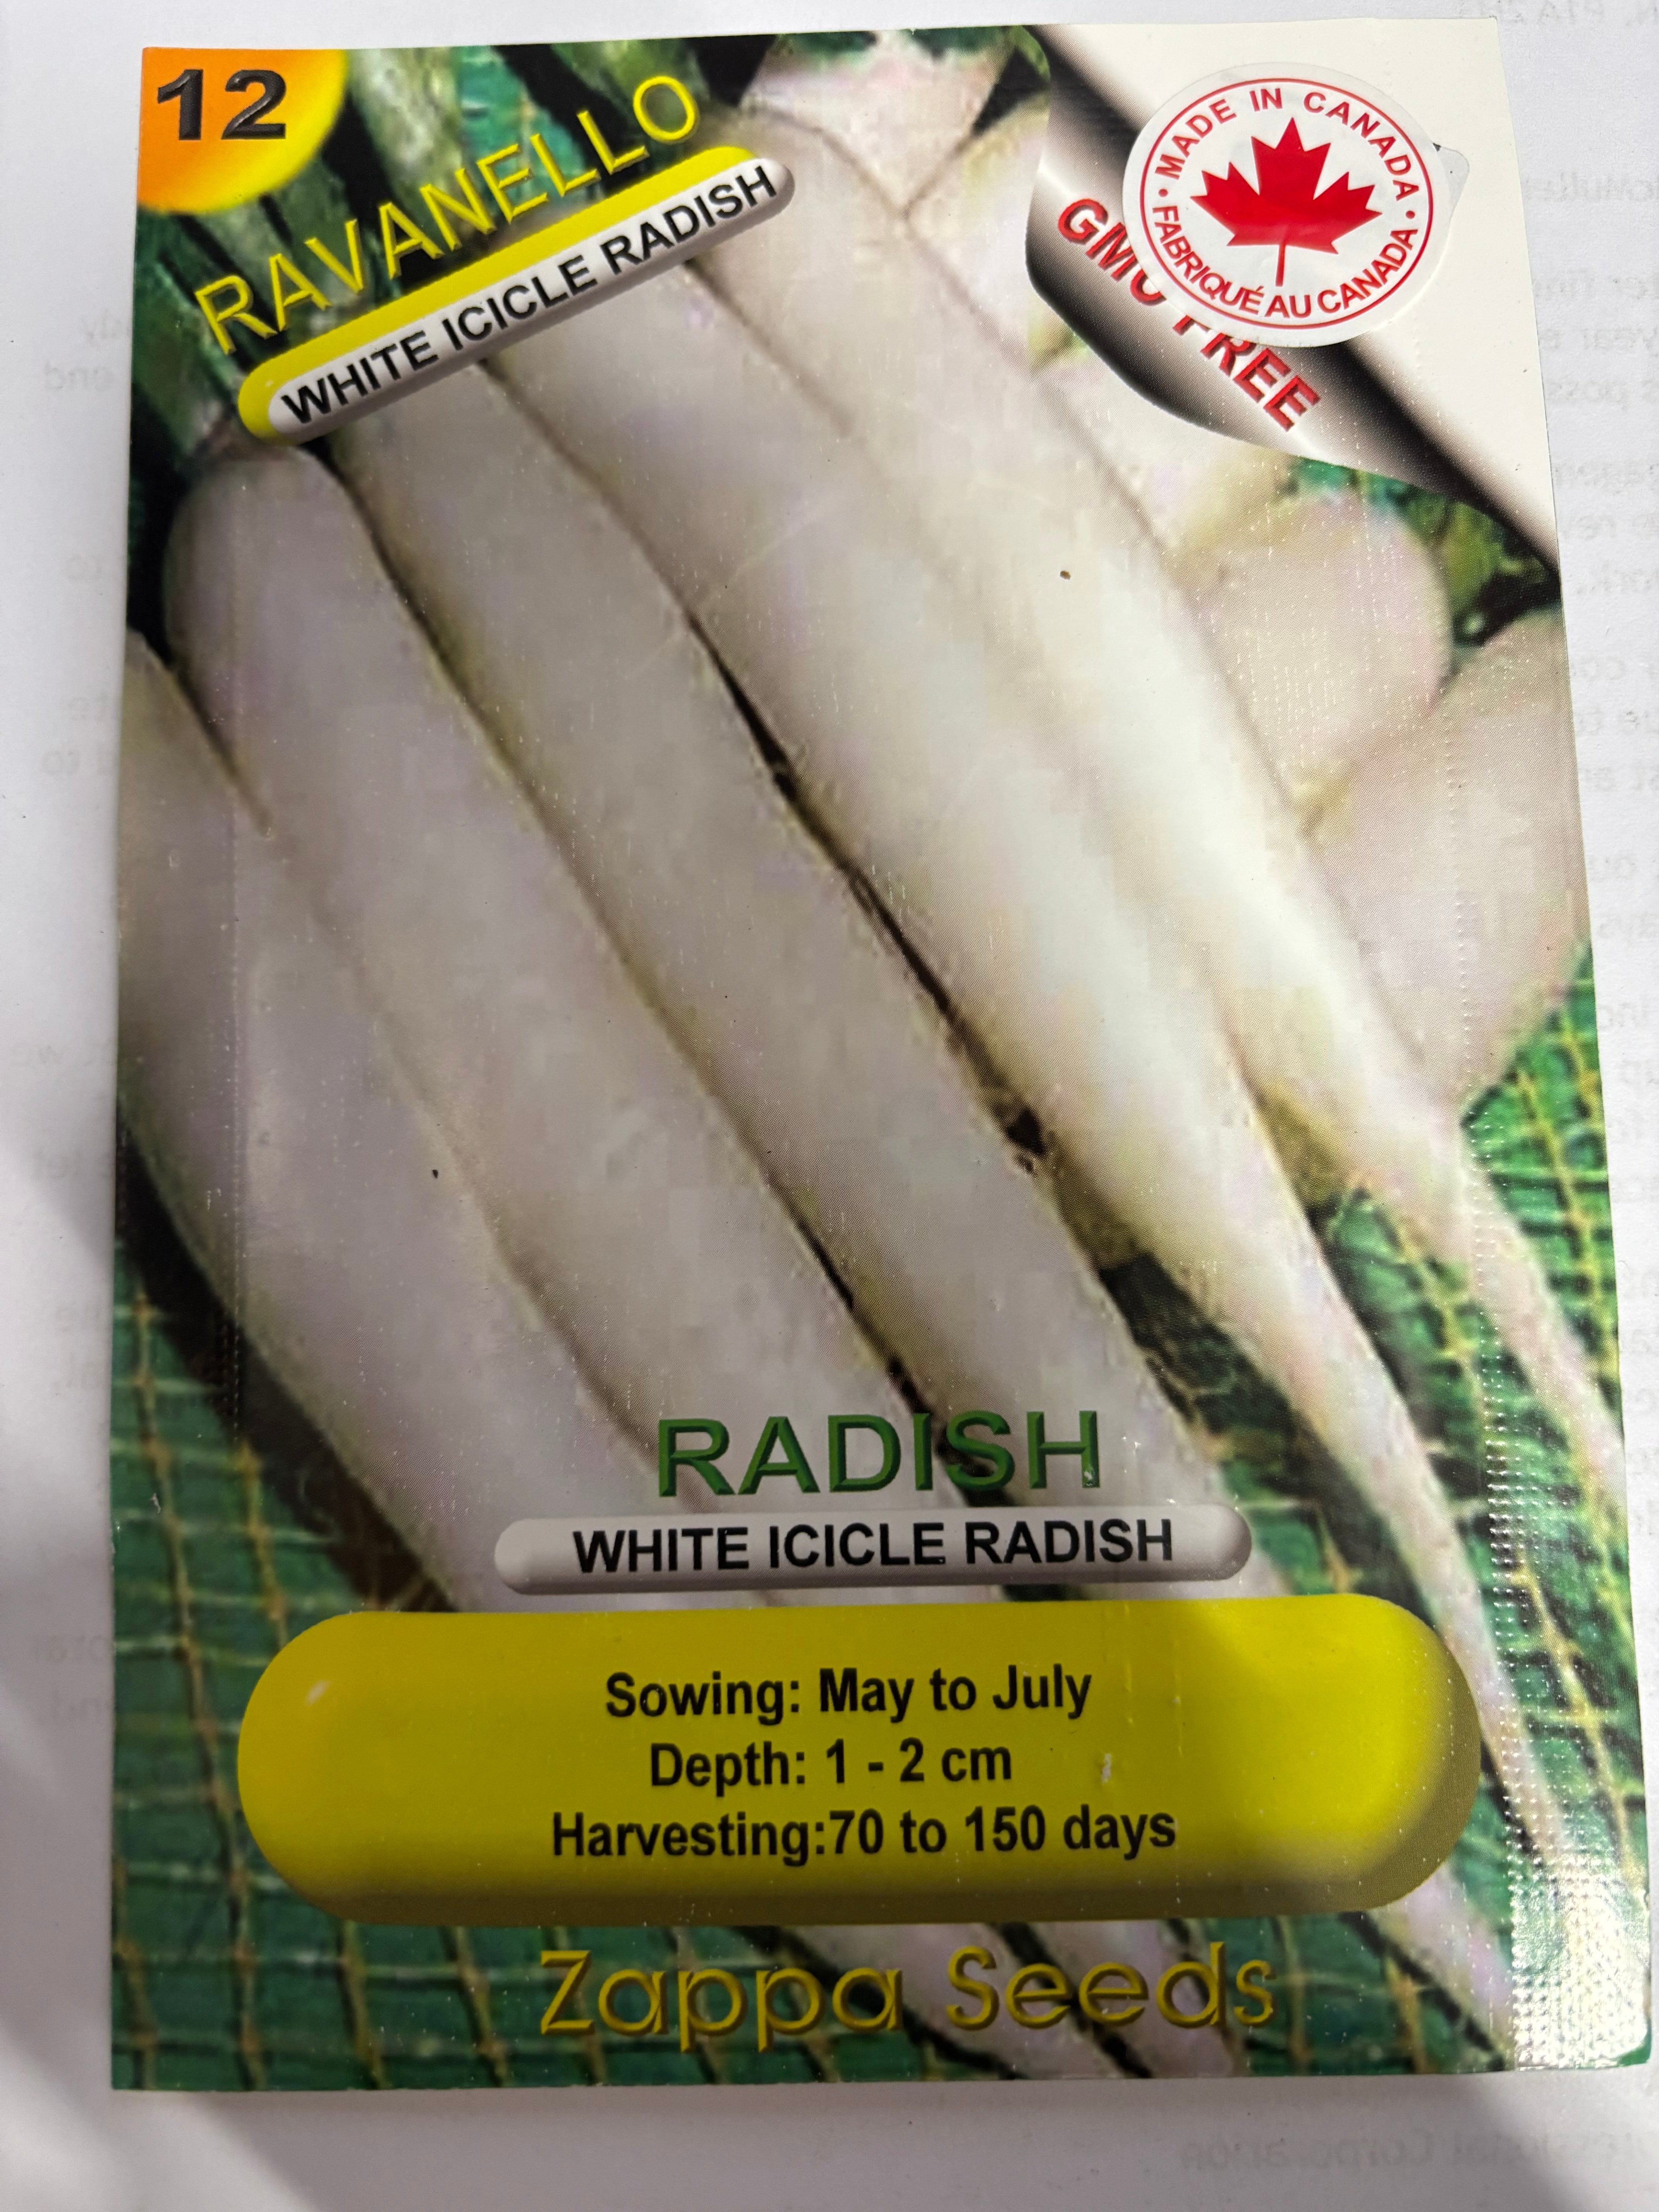 12
RAVANELLO
WHITE ICICLE RADISH
MADE IN CANADA
FABRIQUÉ AU CANADA
GMO FREE
RADISH
WHITE ICICLE RADISH
Sowing: May to July
Depth: 1 - 2 cm
Harvesting:70 to 150 days
Zappa Seeds